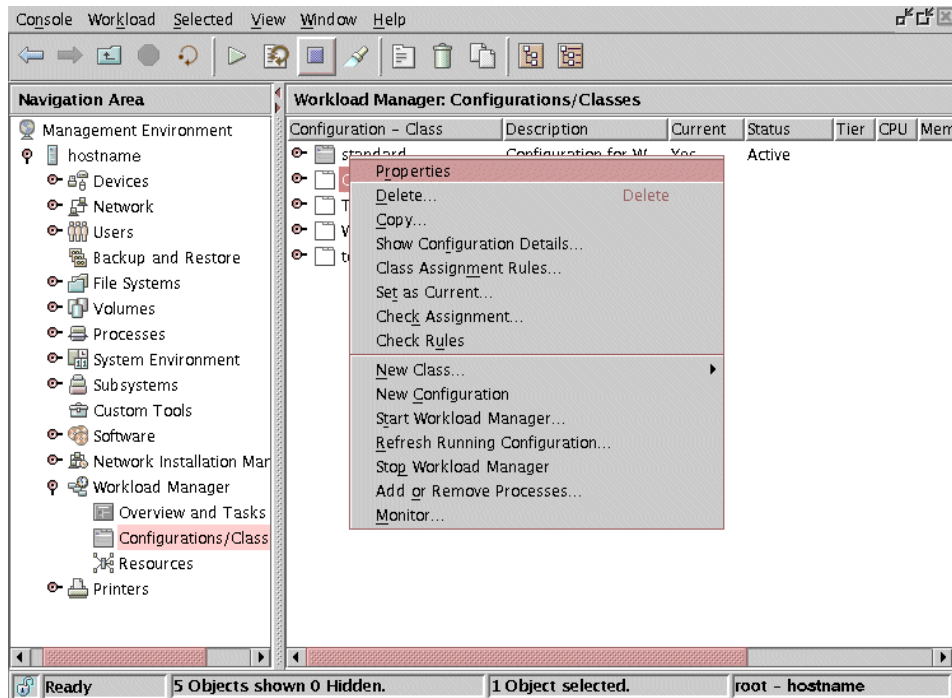 Console Workload Selected View Window Help
Navigation Area
Management Environment
hostname
Devices
Network
Users
Backup and Restore
File Systems
Volumes
Processes
System Environment
Subsystems
Custom Tools
Software
Network Installation Man
Workload Manager
Overview and Tasks
Configurations/Class
Resources
Printers
Workload Manager: Configurations/Classes
Configuration – Class Description Current Status Tier CPU Mem
standard Configuration for W... Yes Active
Properties
Delete... Delete
Copy...
Show Configuration Details...
Class Assignment Rules...
Set as Current...
Check Assignment...
Check Rules
New Class...
New Configuration
Start Workload Manager...
Refresh Running Configuration...
Stop Workload Manager
Add or Remove Processes...
Monitor...
Ready 5 Objects shown 0 Hidden. 1 Object selected. root - hostname